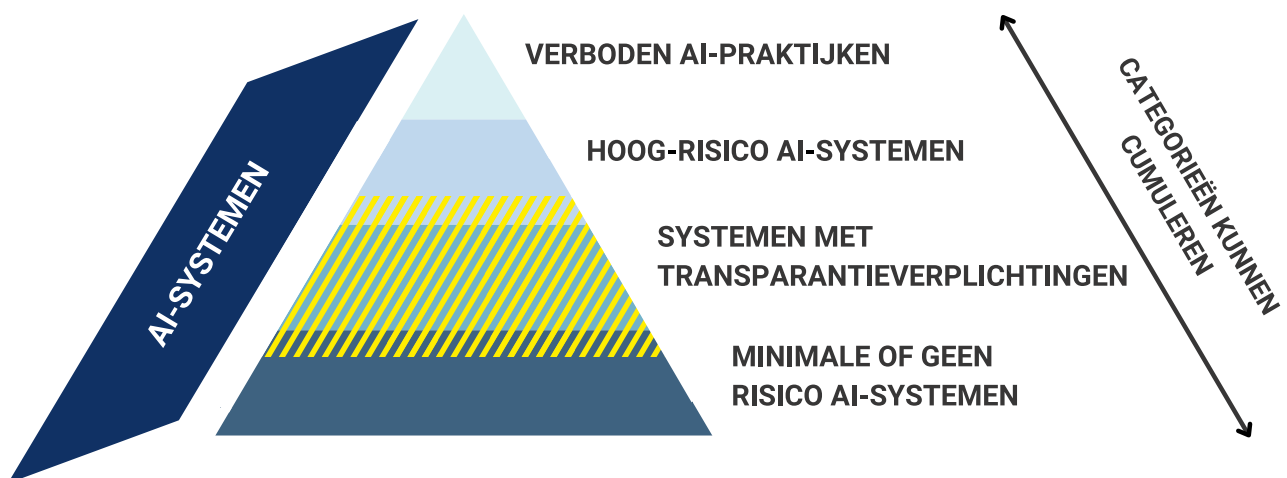 AI-SYSTEMEN
VERBODEN AI-PRAKTIJKEN
HOOG-RISICO AI-SYSTEMEN
SYSTEMEN MET
TRANSPARANTIEVERPLICHTINGEN
MINIMALE OF GEEN
RISICO AI-SYSTEMEN
CATEGORIEËN KUNNEN
CUMULEREN